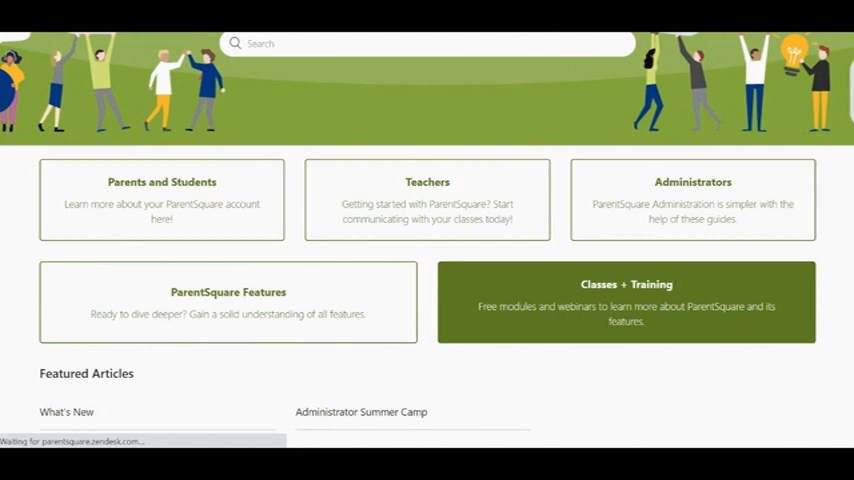 Search
Parents and Students
Learn more about your ParentSquare account
here!
Teachers
Getting started with ParentSquare? Start
communicating with your classes today!
Administrators
ParentSquare Administration is simpler with the
help of these guides.
ParentSquare Features
Ready to dive deeper? Gain a solid understanding of all features.
Classes + Training
Free modules and webinars to learn more about ParentSquare and its
features.
Featured Articles
What's New
Administrator Summer Camp
Waiting for parentsquare.zendesk.com...